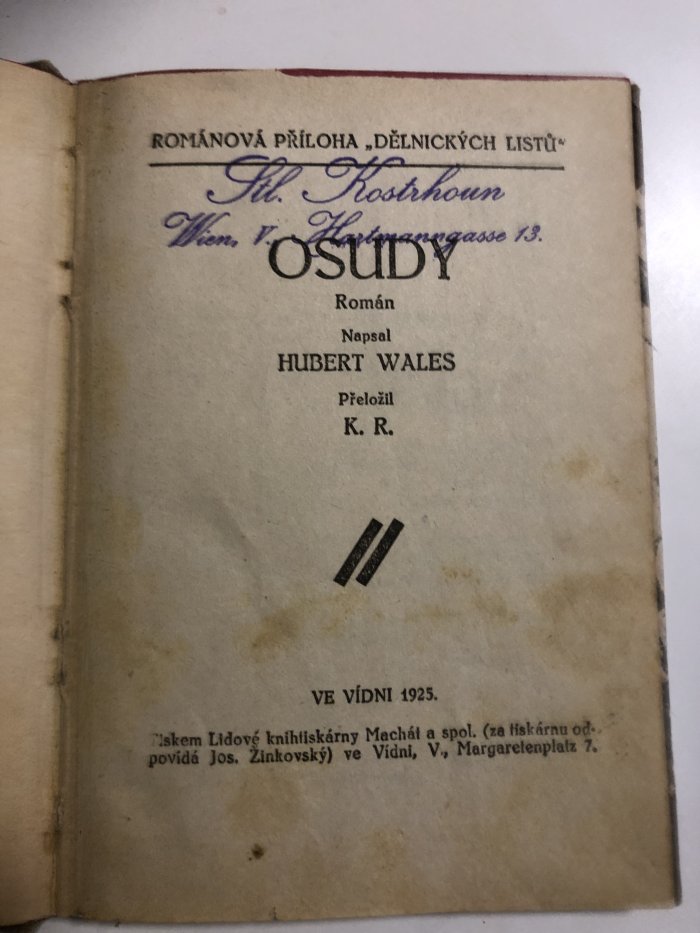 ROMÁNOVÁ PŘÍLOHA „DĚLNICKÝCH LISTŮ“
Stl. Kostrhoun
Wien, V., Hartmanngasse 13.
OSUDY
Román
Napsal
HUBERT WALES
Přeložil
K. R.
VE VÍDNI 1925.
Tiskem Lidové knihtiskárny Machát a spol. (za tiskárnu od-
povídá Jos. Žinkovský) ve Vídni, V., Margaretenplatz 7.